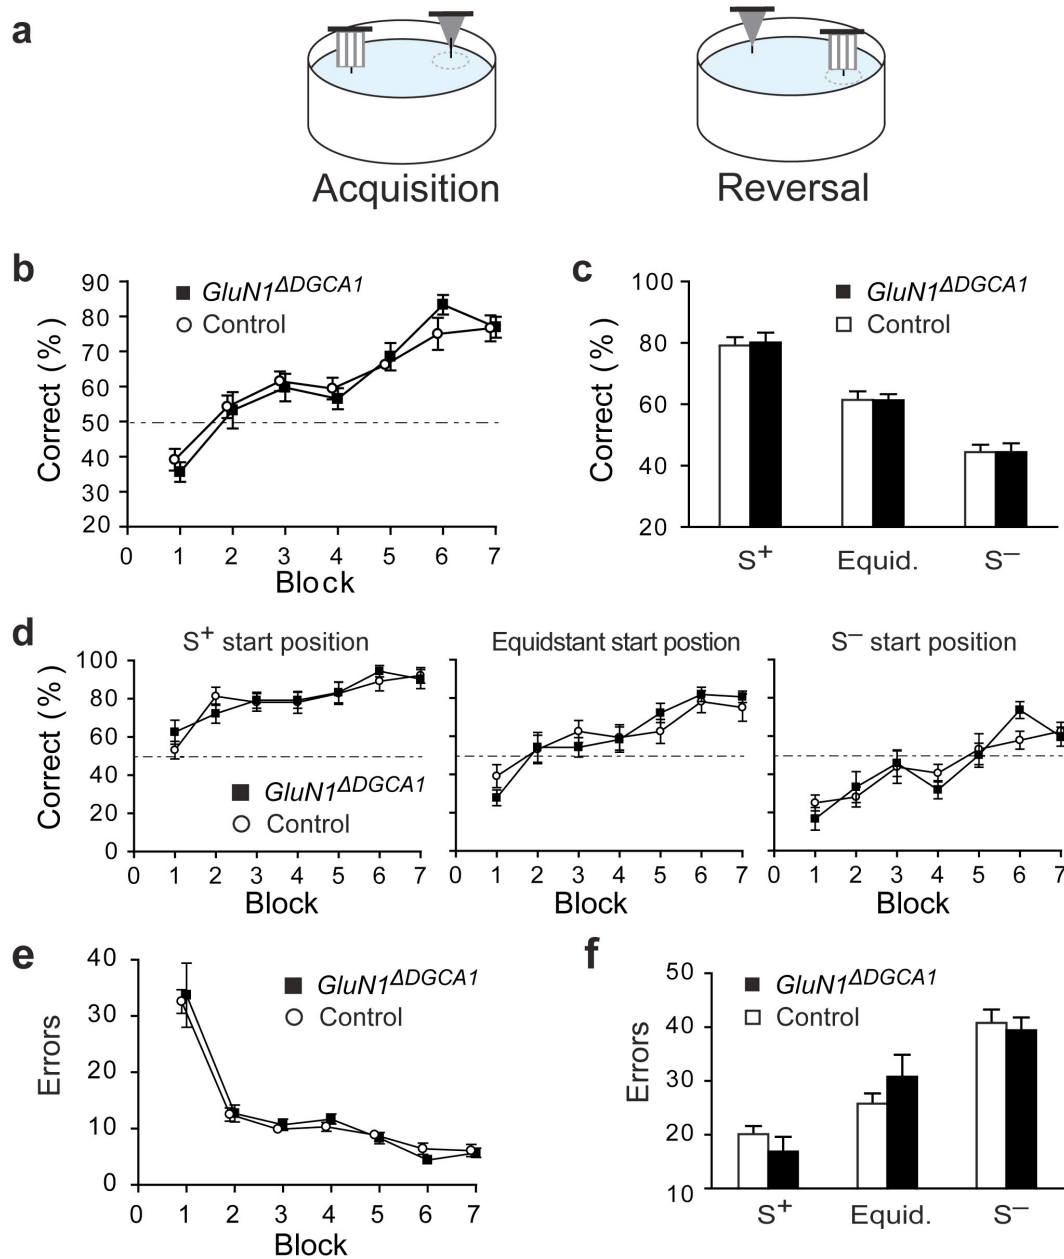 a
Acquisition
Reversal
b
Correct (%)
90
80
70
60
50
40
30
20
GluN1ΔDGCA1
Control
0 1 2 3 4 5 6 7
Block
c
Correct (%)
100
80
60
40
20
GluN1ΔDGCA1
Control
S+ Equid. S–
d
S+ start position
Equidstant start postion
S– start position
Correct (%)
100
80
60
40
20
0
GluN1ΔDGCA1
Control
0 1 2 3 4 5 6 7
Block
0 1 2 3 4 5 6 7
Block
0 1 2 3 4 5 6 7
Block
e
Errors
40
30
20
10
0
GluN1ΔDGCA1
Control
0 1 2 3 4 5 6 7
Block
f
Errors
50
40
30
20
10
GluN1ΔDGCA1
Control
S+ Equid. S–